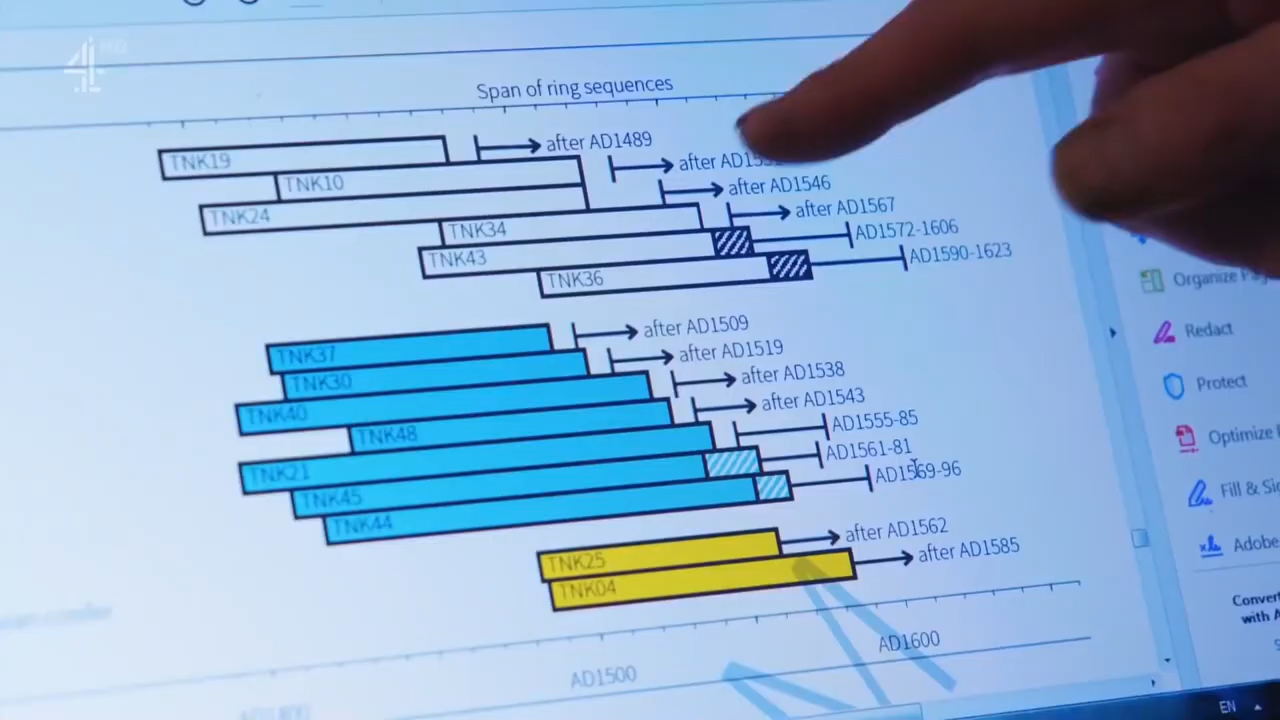 4 HD
Span of ring sequences
TNK19 after AD1489
TNK10 after
TNK24 after AD1546
TNK34 after AD1567
TNK43 AD1572-1606
TNK36 AD1590-1623
TNK37 after AD1509
TNK30 after AD1519
TNK40 after AD1538
TNK48 after AD1543
TNK21 AD1555-85
TNK45 AD1561-81
TNK44 AD1569-96
TNK25 after AD1562
TNK04 after AD1585
AD1500 AD1600
Organize
Redact
Protect
Optimize
Fill &
Adobe
Convert
with
EN